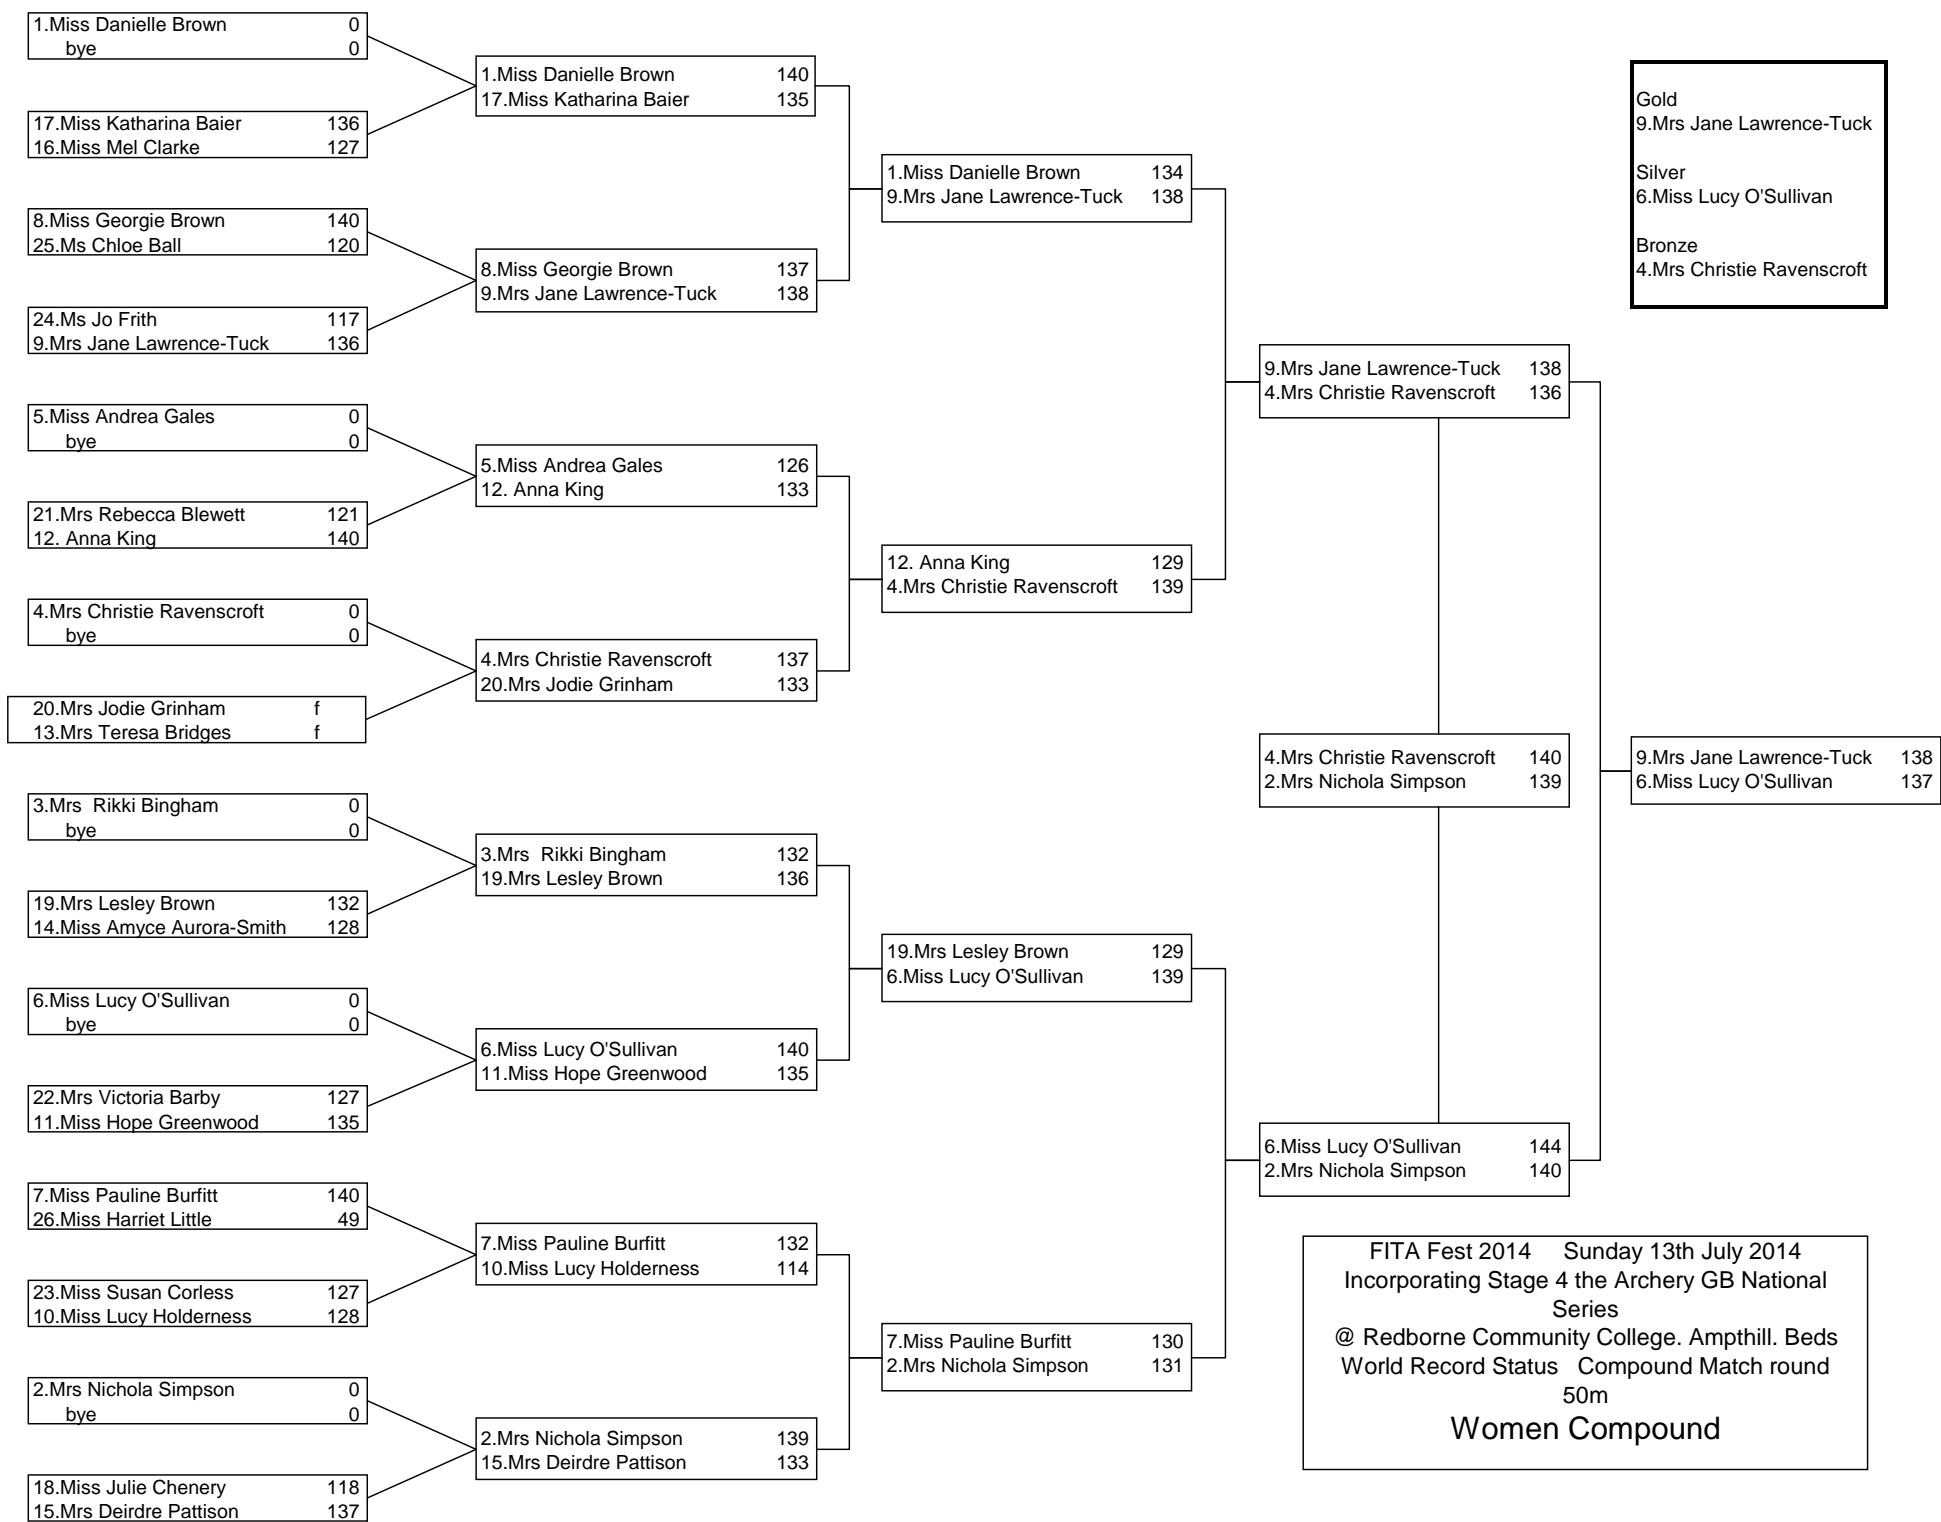 1.Miss Danielle Brown 0
bye 0
17.Miss Katharina Baier 136
16.Miss Mel Clarke 127
8.Miss Georgie Brown 140
25.Ms Chloe Ball 120
24.Ms Jo Frith 117
9.Mrs Jane Lawrence-Tuck 136
5.Miss Andrea Gales 0
bye 0
21.Mrs Rebecca Blewett 121
12. Anna King 140
4.Mrs Christie Ravenscroft 0
bye 0
20.Mrs Jodie Grinham f
13.Mrs Teresa Bridges f
3.Mrs  Rikki Bingham 0
bye 0
19.Mrs Lesley Brown 132
14.Miss Amyce Aurora-Smith 128
6.Miss Lucy O'Sullivan 0
bye 0
22.Mrs Victoria Barby 127
11.Miss Hope Greenwood 135
7.Miss Pauline Burfitt 140
26.Miss Harriet Little 49
23.Miss Susan Corless 127
10.Miss Lucy Holderness 128
2.Mrs Nichola Simpson 0
bye 0
18.Miss Julie Chenery 118
15.Mrs Deirdre Pattison 137
1.Miss Danielle Brown 140
17.Miss Katharina Baier 135
8.Miss Georgie Brown 137
9.Mrs Jane Lawrence-Tuck 138
5.Miss Andrea Gales 126
12. Anna King 133
4.Mrs Christie Ravenscroft 137
20.Mrs Jodie Grinham 133
3.Mrs  Rikki Bingham 132
19.Mrs Lesley Brown 136
6.Miss Lucy O'Sullivan 140
11.Miss Hope Greenwood 135
7.Miss Pauline Burfitt 132
10.Miss Lucy Holderness 114
2.Mrs Nichola Simpson 139
15.Mrs Deirdre Pattison 133
1.Miss Danielle Brown 134
9.Mrs Jane Lawrence-Tuck 138
12. Anna King 129
4.Mrs Christie Ravenscroft 139
19.Mrs Lesley Brown 129
6.Miss Lucy O'Sullivan 139
7.Miss Pauline Burfitt 130
2.Mrs Nichola Simpson 131
9.Mrs Jane Lawrence-Tuck 138
4.Mrs Christie Ravenscroft 136
4.Mrs Christie Ravenscroft 140
2.Mrs Nichola Simpson 139
6.Miss Lucy O'Sullivan 144
2.Mrs Nichola Simpson 140
9.Mrs Jane Lawrence-Tuck 138
6.Miss Lucy O'Sullivan 137
Gold
9.Mrs Jane Lawrence-Tuck
Silver
6.Miss Lucy O'Sullivan
Bronze
4.Mrs Christie Ravenscroft
FITA Fest 2014 Sunday 13th July 2014
Incorporating Stage 4 the Archery GB National
Series
@ Redborne Community College. Ampthill. Beds
World Record Status Compound Match round
50m
Women Compound